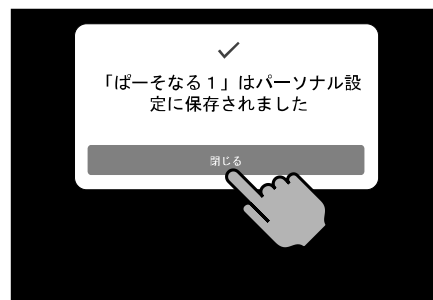 「ぱーそなる１」はパーソナル設
定に保存されました
閉じる